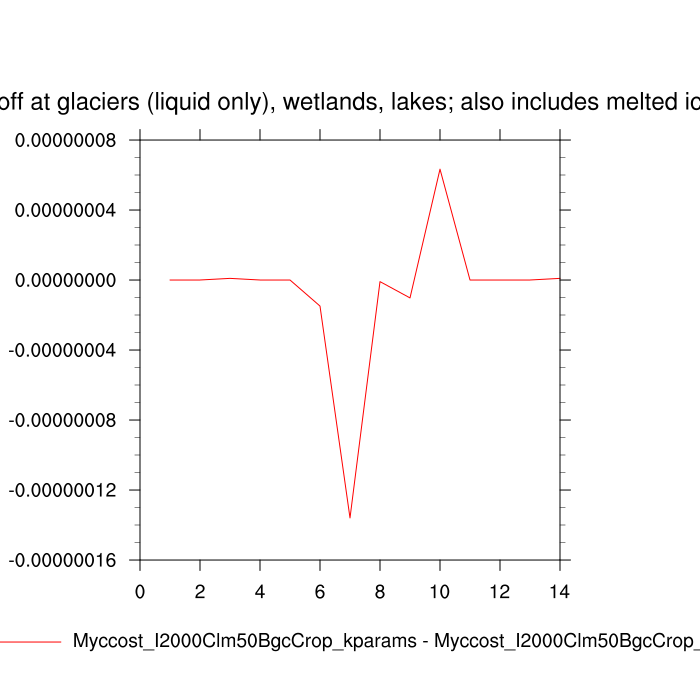 off at glaciers (liquid only), wetlands, lakes; also includes melted ic
0.00000008
0.00000004
0.00000000
-0.00000004
-0.00000008
-0.00000012
-0.00000016
0 2 4 6 8 10 12 14
Myccost_I2000Clm50BgcCrop_kparams - Myccost_I2000Clm50BgcCrop_